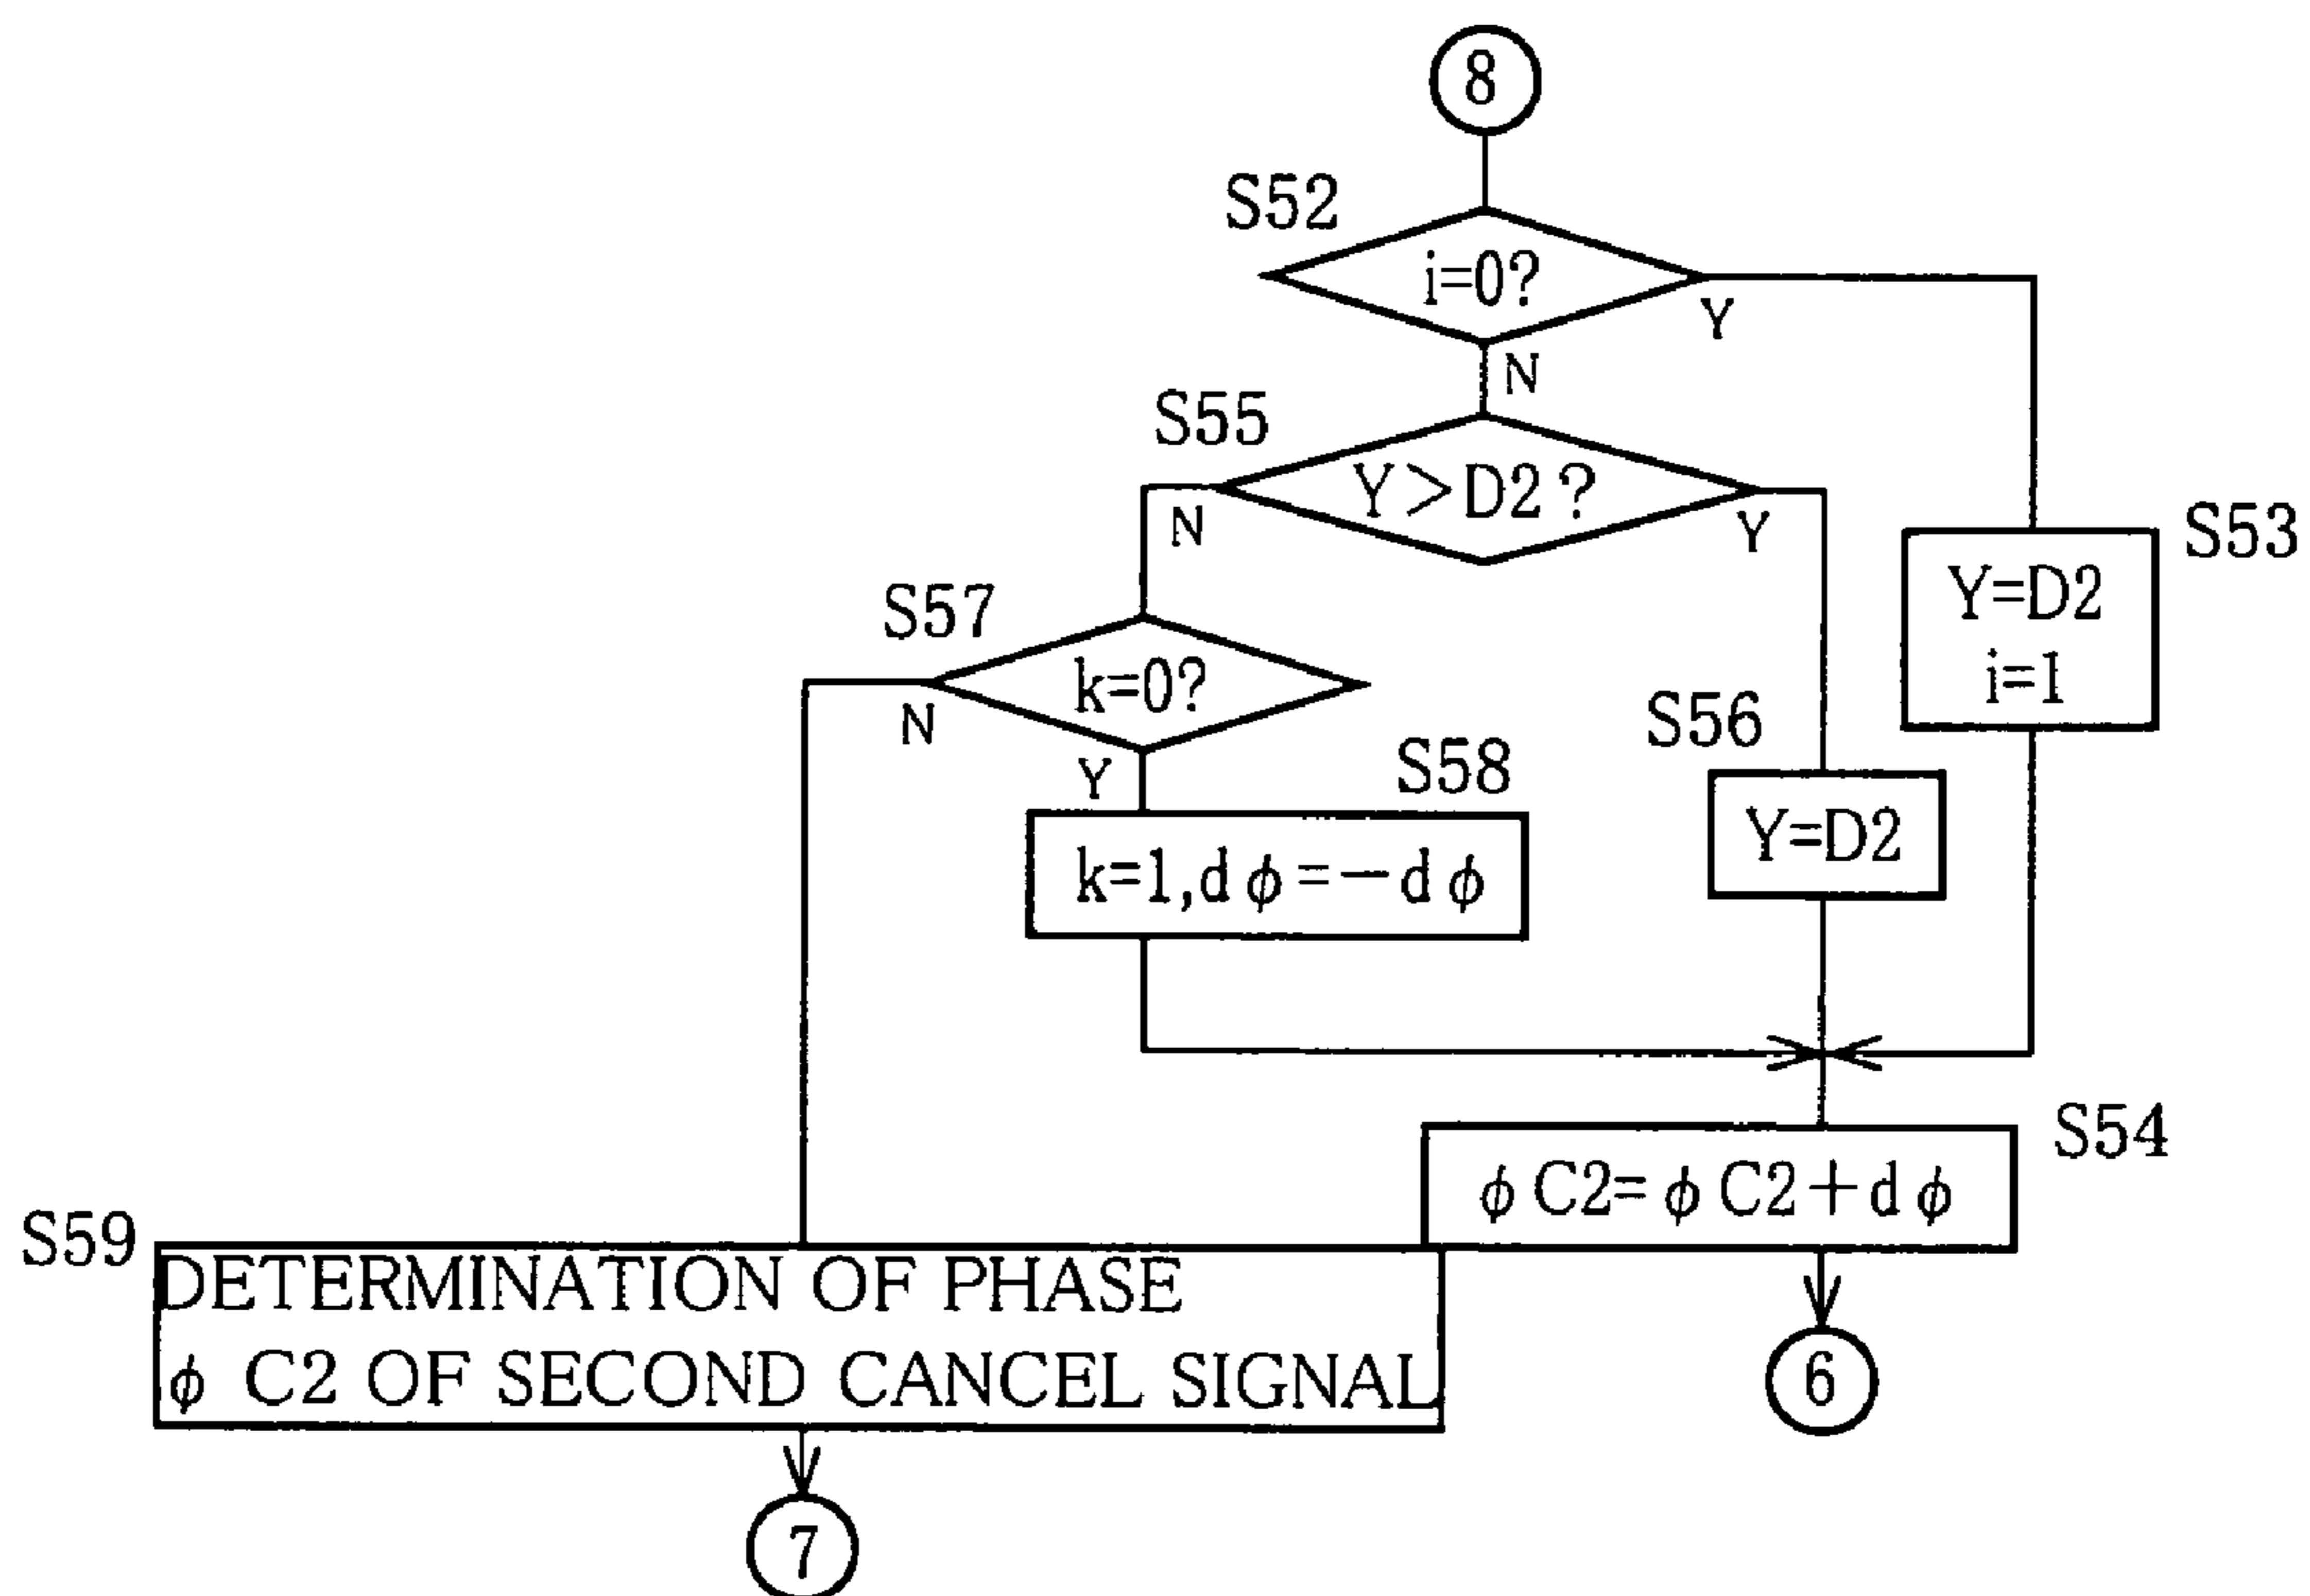 8
S52
i=0?
Y
N
S55
Y>D2?
N
Y
S53
Y=D2
i=1
S57
k=0?
N
Y
S56
Y=D2
S58
k=1,dϕ=−dϕ
S54
ϕC2=ϕC2+dϕ
S59
DETERMINATION OF PHASE
ϕ C2 OF SECOND CANCEL SIGNAL
6
7